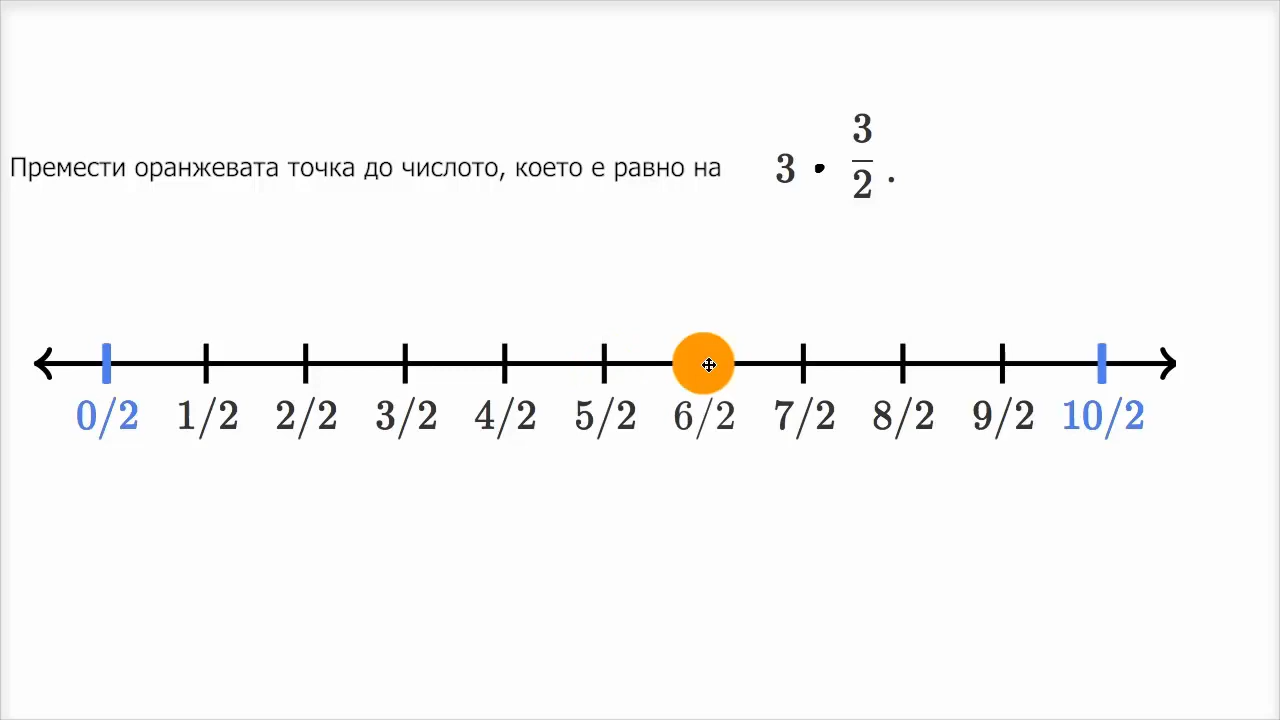 Премести оранжевата точка до числото, което е равно на 3 · 3/2 .
0/2 1/2 2/2 3/2 4/2 5/2 6/2 7/2 8/2 9/2 10/2